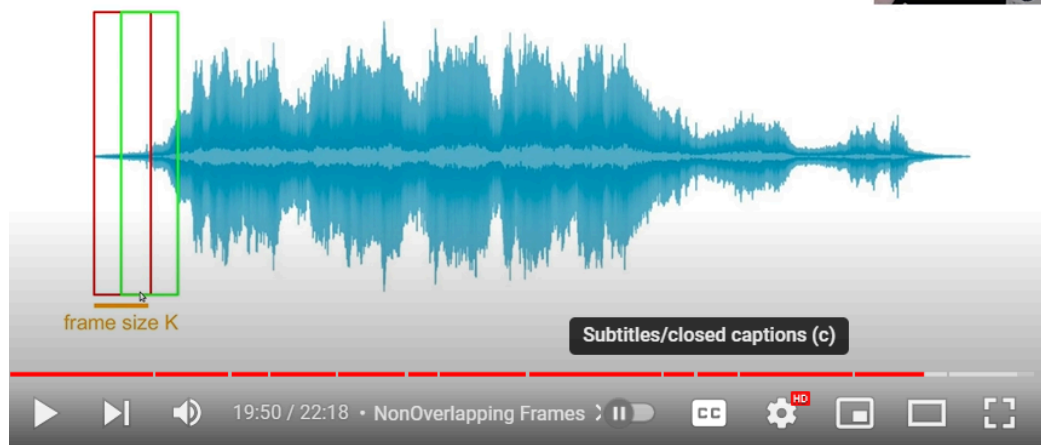 frame size K
Subtitles/closed captions (c)
19:50 / 22:18 • NonOverlapping Frames
CC
HD